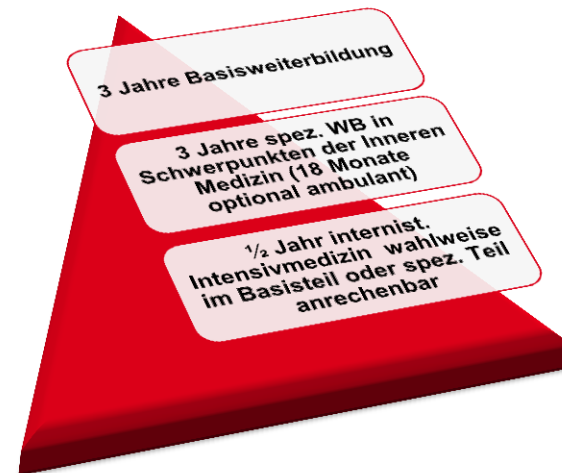 3 Jahre Basisweiterbildung
3 Jahre spez. WB in
Schwerpunkten der Inneren
Medizin (18 Monate
optional ambulant)
½ Jahr internist.
Intensivmedizin wahlweise
im Basisteil oder spez. Teil
anrechenbar